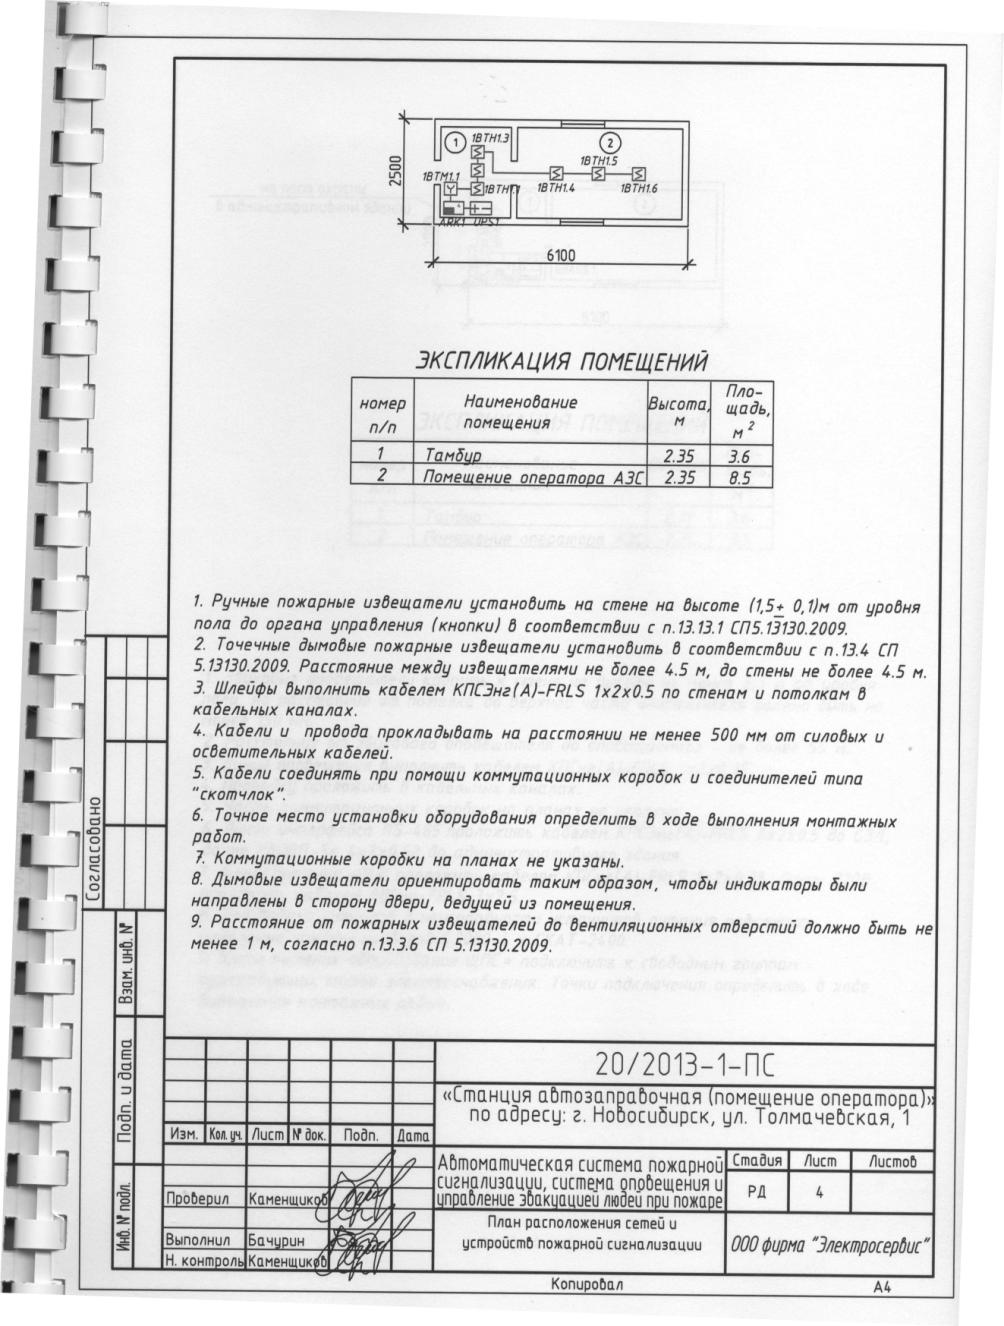 1
1ВТН1.3
2
1ВТН1.5
2500
1ВТМ1.1
1ВТН1.4
1ВТН1.6
ARK1 UPS1
6100
ЭКСПЛИКАЦИЯ ПОМЕЩЕНИЙ
номер п/п
Наименование помещения
Высота, м
Пло-щадь, м²
1 Тамбур 2.35 3.6
2 Помещение оператора АЗС 2.35 8.5
1. Ручные пожарные извещатели установить на стене на высоте (1,5± 0,1)м от уровня
пола до органа управления (кнопки) в соответствии с п.13.13.1 СП5.13130.2009.
2. Точечные дымовые пожарные извещатели установить в соответствии с п.13.4 СП
5.13130.2009. Расстояние между извещателями не более 4.5 м, до стены не более 4.5 м.
3. Шлейфы выполнить кабелем КПСЭнг(А)-FRLS 1х2х0.5 по стенам и потолкам в
кабельных каналах.
4. Кабели и провода прокладывать на расстоянии не менее 500 мм от силовых и
осветительных кабелей.
5. Кабели соединять при помощи коммутационных коробок и соединителей типа
"скотчлок".
6. Точное место установки оборудования определить в ходе выполнения монтажных
работ.
7. Коммутационные коробки на планах не указаны.
8. Дымовые извещатели ориентировать таким образом, чтобы индикаторы были
направлены в сторону двери, ведущей из помещения.
9. Расстояние от пожарных извещателей до вентиляционных отверстий должно быть не
менее 1 м, согласно п.13.3.6 СП 5.13130.2009.
Согласовано
Взам. инв. №
Подп. и дата
Инв. № подл.
20/2013-1-ПС
«Станция автозаправочная (помещение оператора)»
по адресу: г. Новосибирск, ул. Толмачевская, 1
Изм. Кол.уч. Лист № док. Подп. Дата
Автоматическая система пожарной
сигнализации, система оповещения и
управление эвакуацией людей при пожаре
Стадия Лист Листов
РД 4
Проверил Каменщиков
Выполнил Бачурин
Н. контроль Каменщиков
План расположения сетей и
устройств пожарной сигнализации
ООО фирма "Электросервис"
Копировал
А4